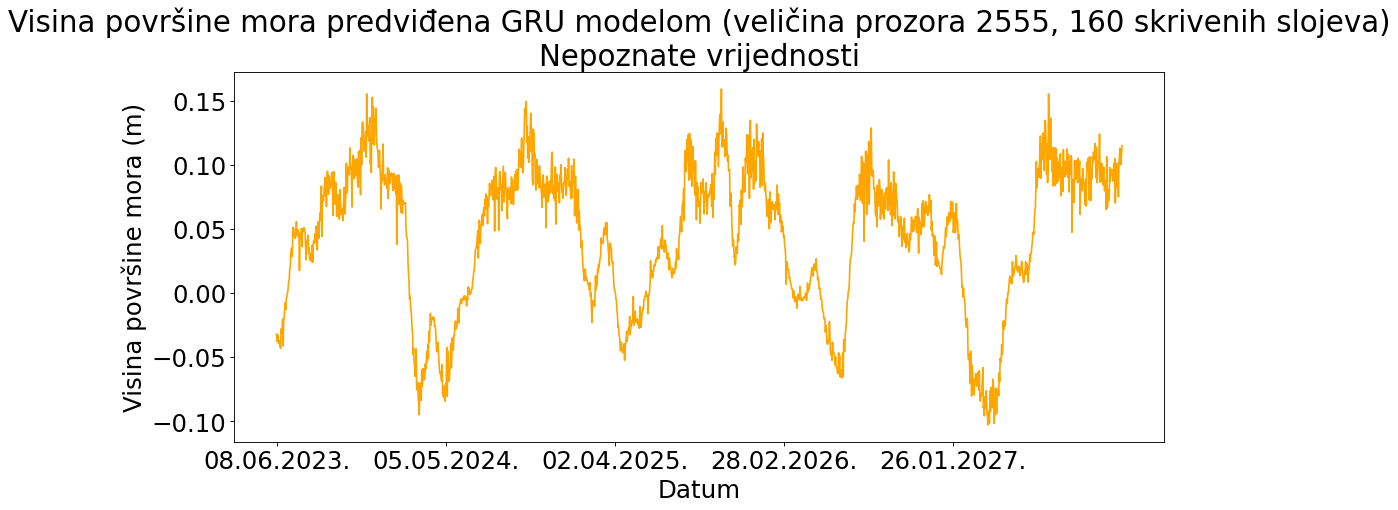 Visina površine mora predviđena GRU modelom (veličina prozora 2555, 160 skrivenih slojeva)
Nepoznate vrijednosti
Visina površine mora (m)
0.15
0.10
0.05
0.00
−0.05
−0.10
08.06.2023. 05.05.2024. 02.04.2025. 28.02.2026. 26.01.2027.
Datum